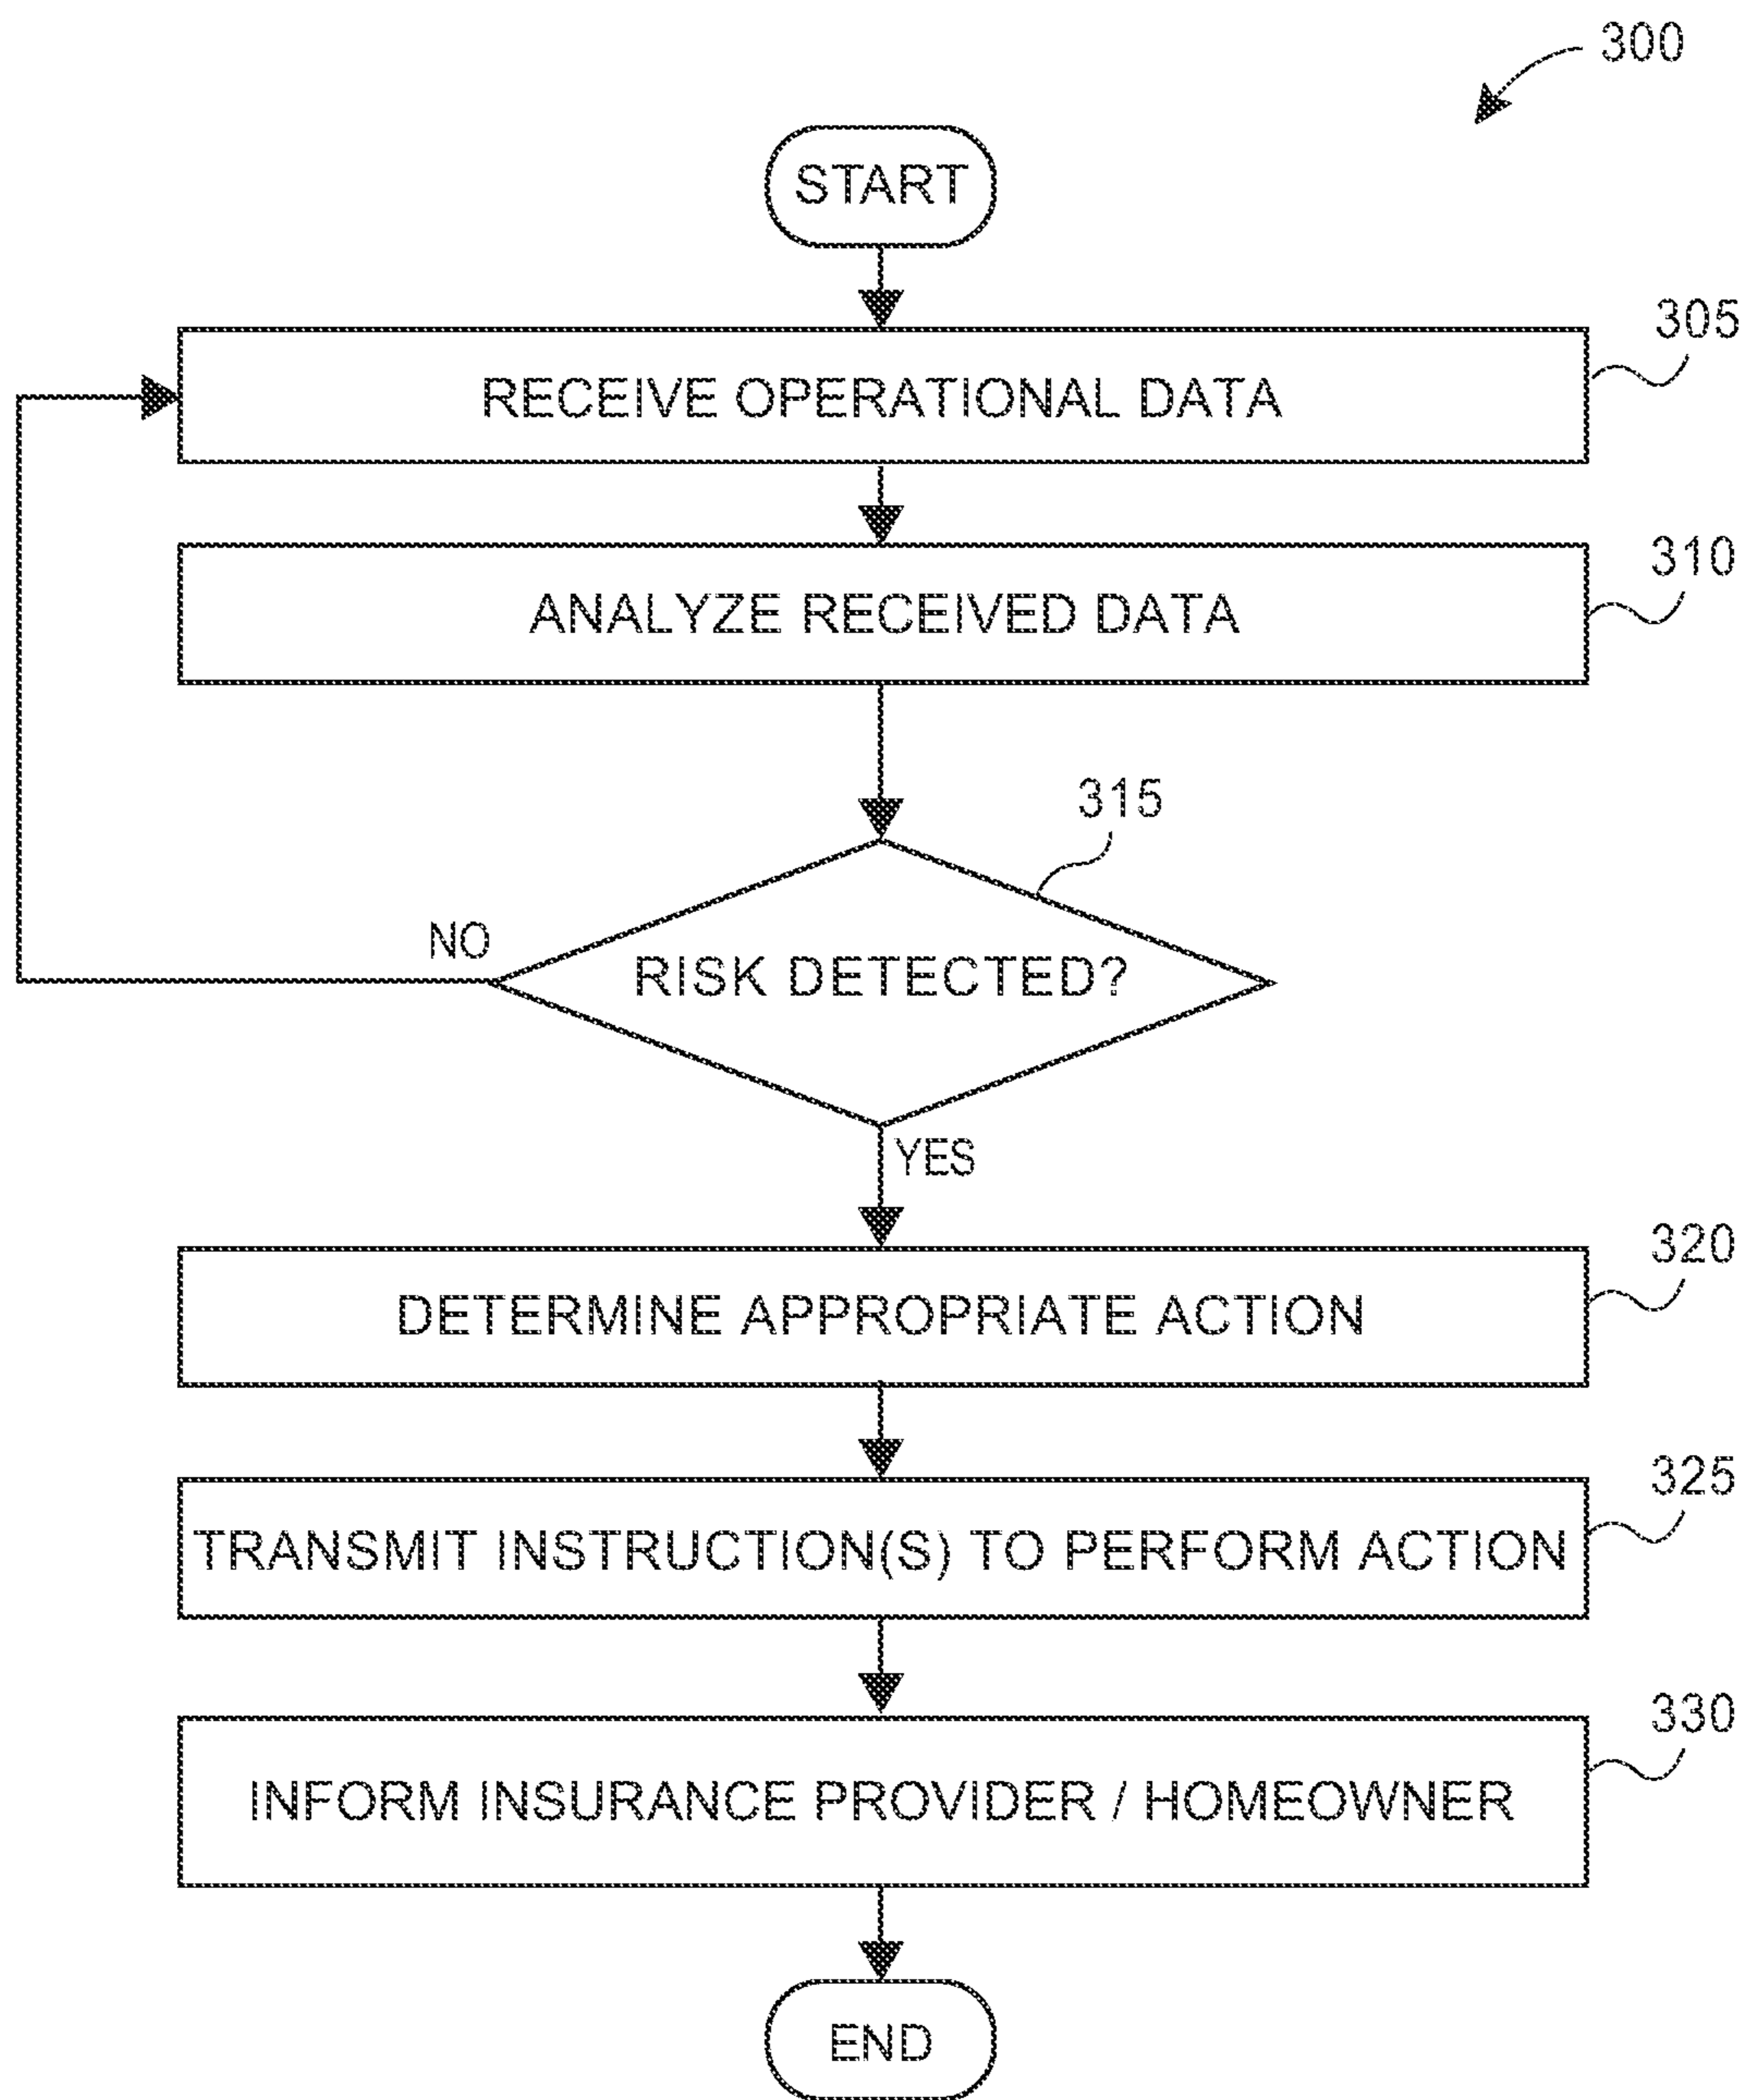 300
START
305
RECEIVE OPERATIONAL DATA
310
ANALYZE RECEIVED DATA
315
NO
RISK DETECTED?
YES
320
DETERMINE APPROPRIATE ACTION
325
TRANSMIT INSTRUCTION(S) TO PERFORM ACTION
330
INFORM INSURANCE PROVIDER / HOMEOWNER
END